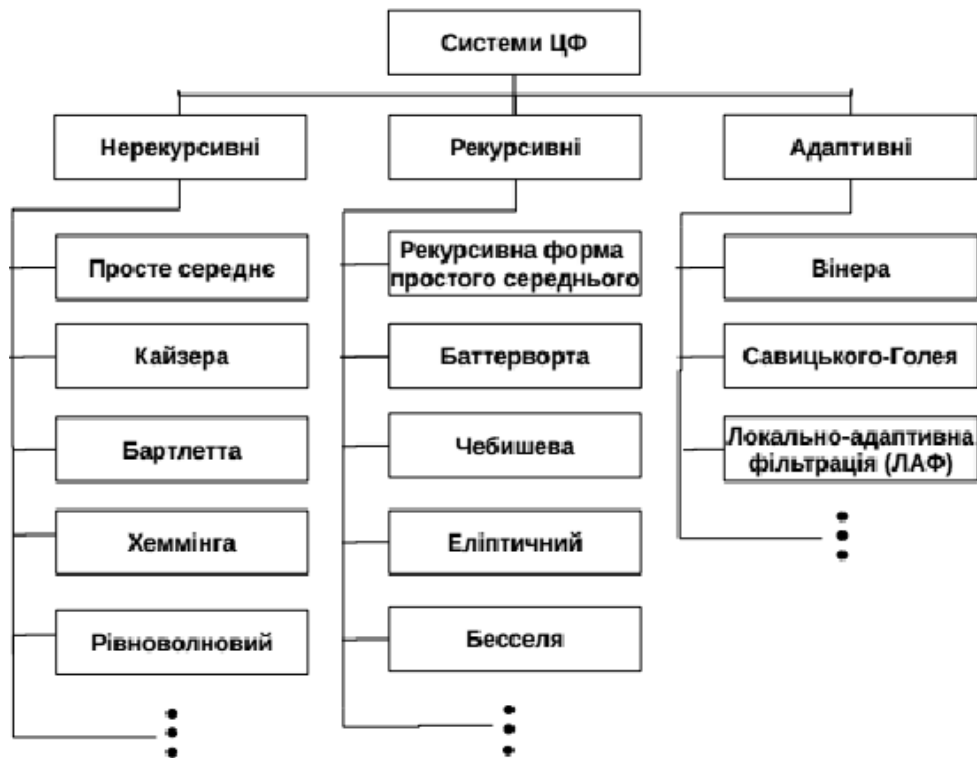 Системи ЦФ
Нерекурсивні
Рекурсивні
Адаптивні
Просте середнє
Кайзера
Бартлетта
Хеммінга
Рівноволновий
Рекурсивна форма
простого середнього
Баттерворта
Чебишева
Еліптичний
Бесселя
Вінера
Савицького-Голея
Локально-адаптивна
фільтрація (ЛАФ)